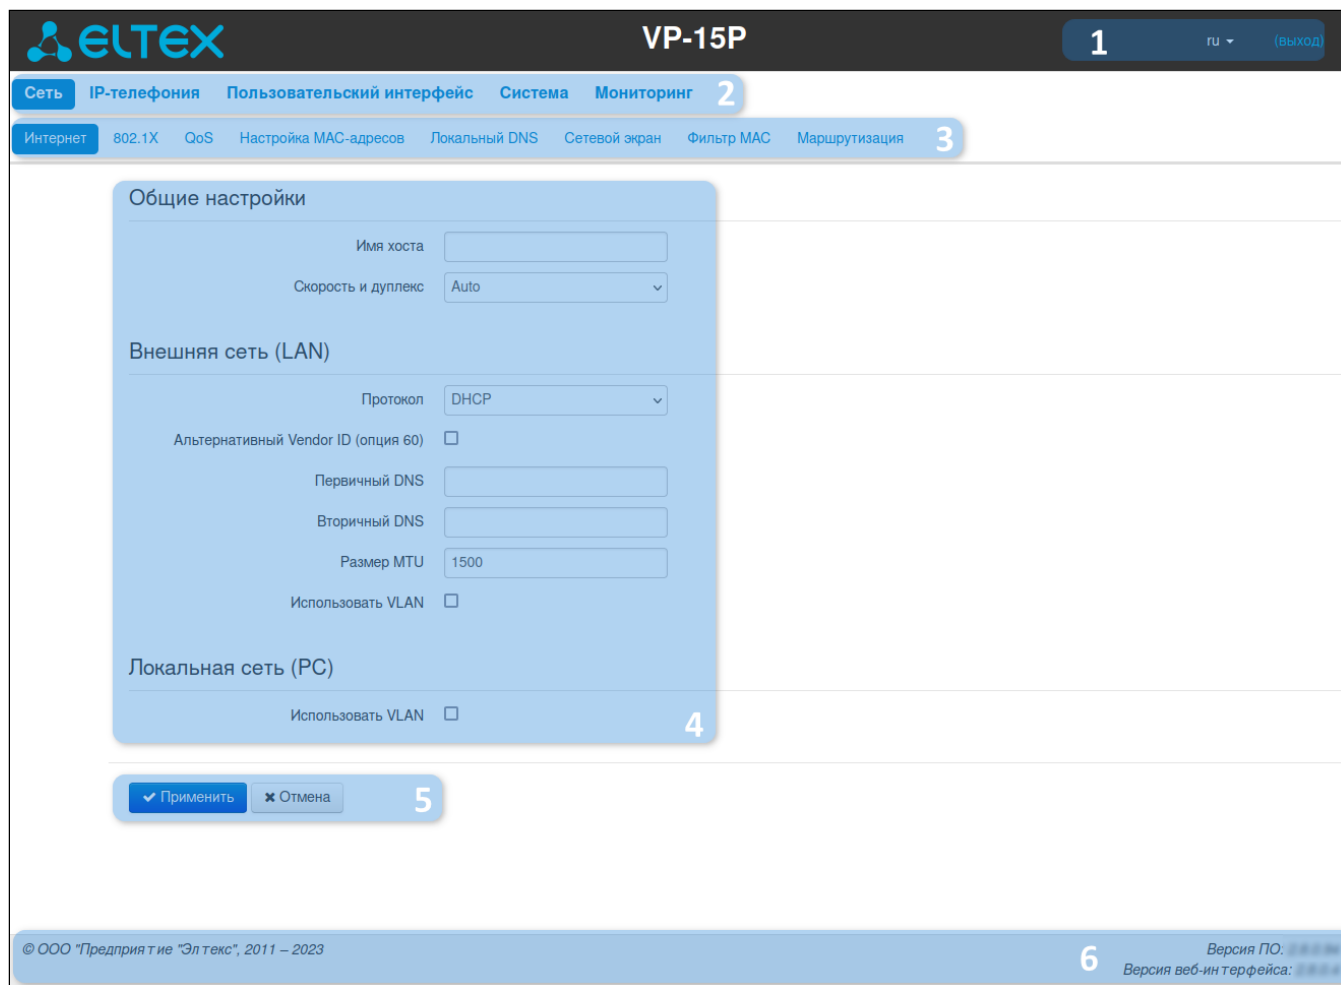 ELTEX
VP-15P
1 ru (выход)
Сеть IP-телефония Пользовательский интерфейс Система Мониторинг 2
Интернет 802.1X QoS Настройка MAC-адресов Локальный DNS Сетевой экран Фильтр MAC Маршрутизация 3
Общие настройки
Имя хоста
Скорость и дуплекс Auto
Внешняя сеть (LAN)
Протокол DHCP
Альтернативный Vendor ID (опция 60)
Первичный DNS
Вторичный DNS
Размер MTU 1500
Использовать VLAN
Локальная сеть (PC)
Использовать VLAN
4
Применить Отмена 5
© ООО "Предприятие "Элтекс", 2011 – 2023
6
Версия ПО:
Версия веб-интерфейса: